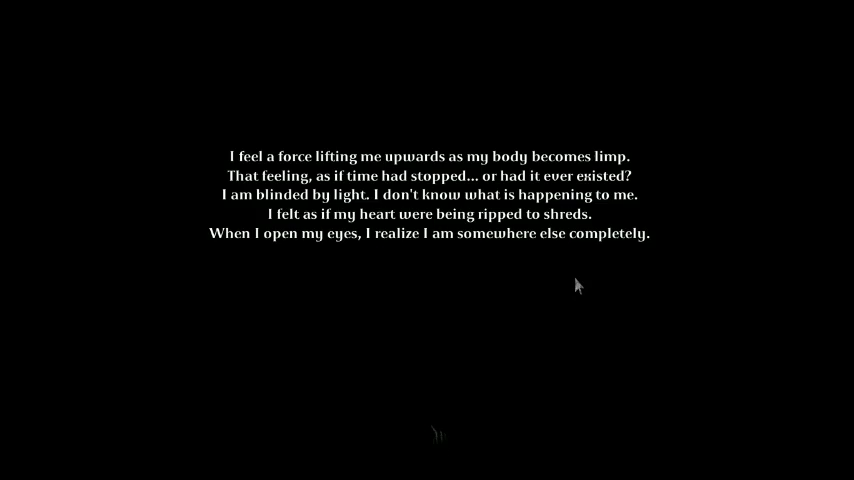 I feel a force lifting me upwards as my body becomes limp.
That feeling, as if time had stopped... or had it ever existed?
I am blinded by light. I don't know what is happening to me.
I felt as if my heart were being ripped to shreds.
When I open my eyes, I realize I am somewhere else completely.